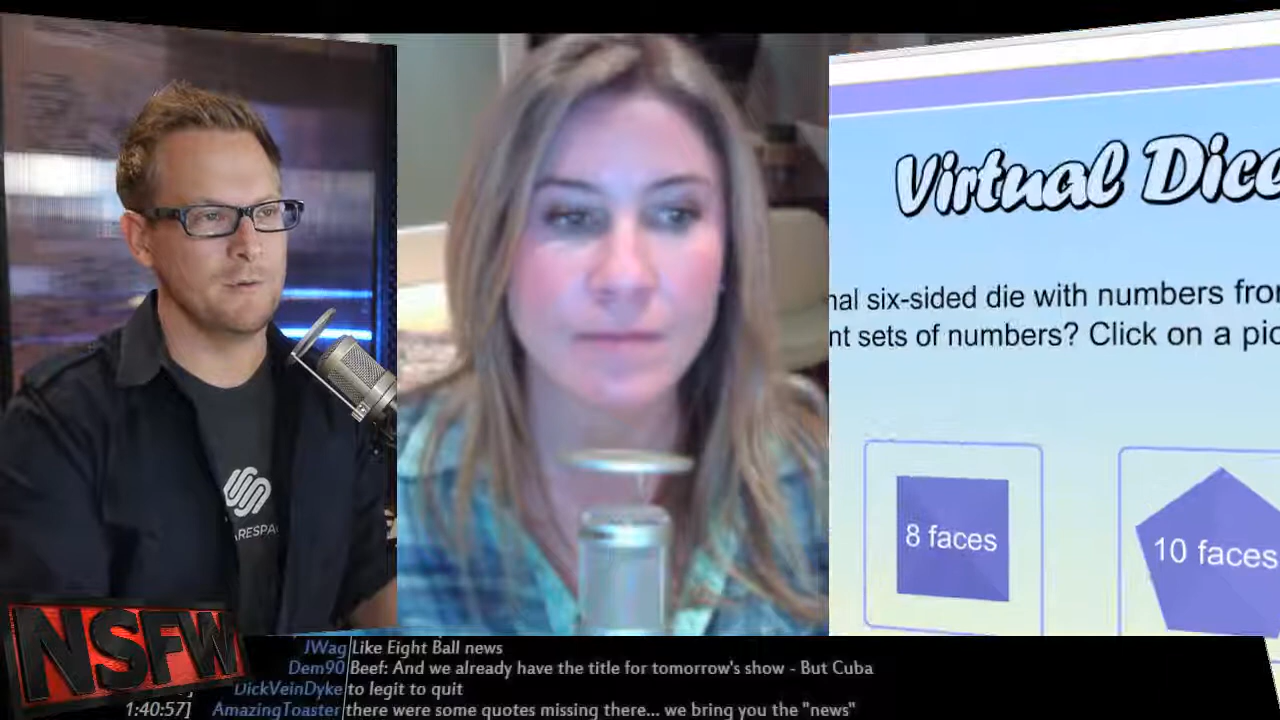 Virtual Dice
nal six-sided die with numbers from
nt sets of numbers? Click on a pic
8 faces
10 faces
ARESPA
NSFW
JWag Like Eight Ball news
Dem90 Beef: And we already have the title for tomorrow's show - But Cuba
] DickVeinDyke to legit to quit
1:40:57] AmazingToaster there were some quotes missing there... we bring you the "news"